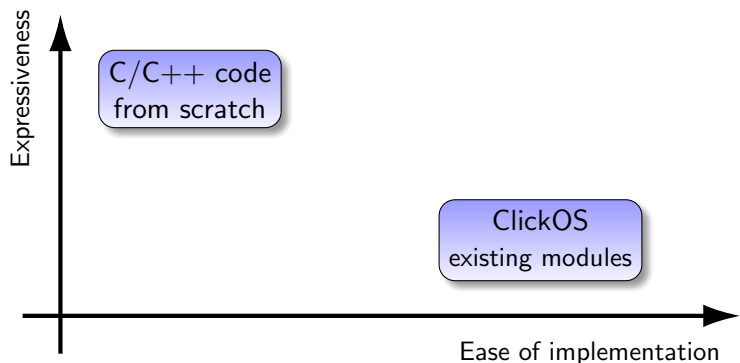 Expressiveness
C/C++ code
from scratch
ClickOS
existing modules
Ease of implementation